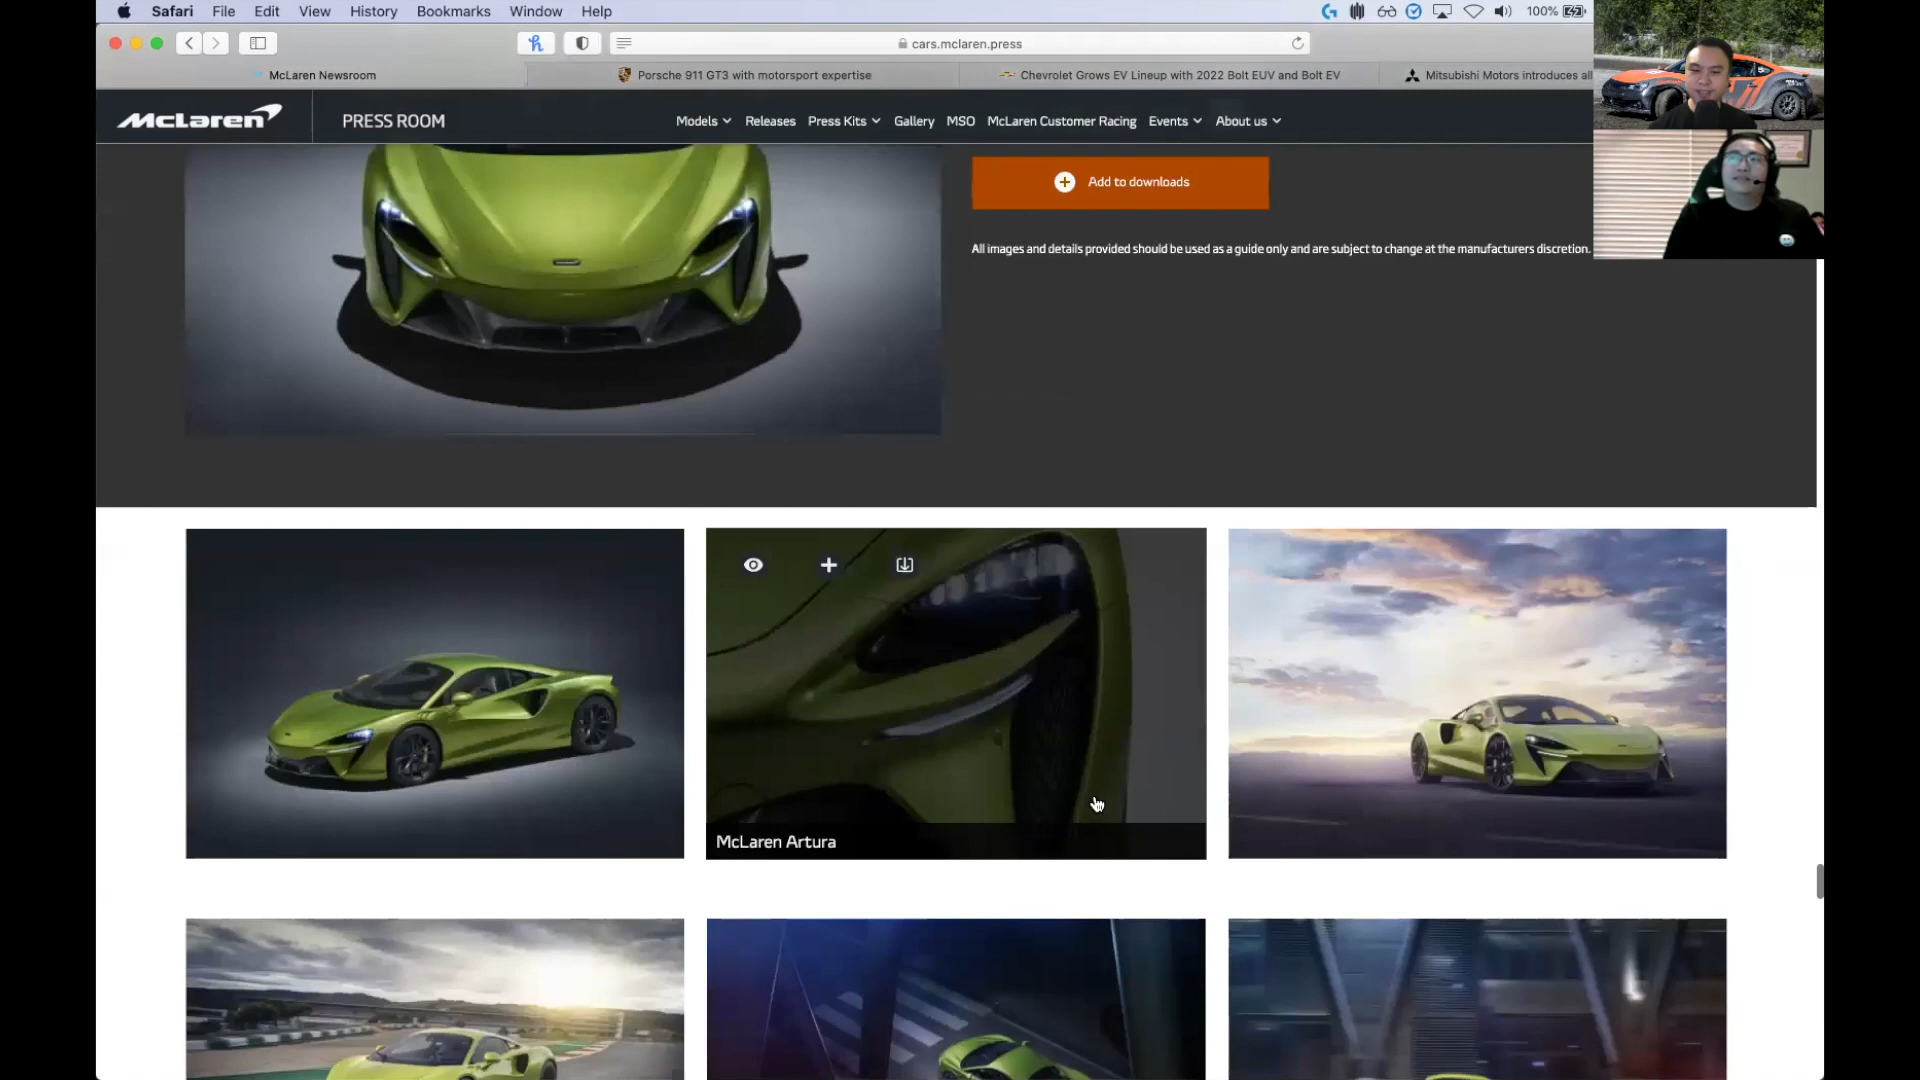 Safari File Edit View History Bookmarks Window Help 100%
cars.mclaren.press
McLaren Newsroom Porsche 911 GT3 with motorsport expertise Chevrolet Grows EV Lineup with 2022 Bolt EUV and Bolt EV Mitsubishi Motors introduces all
McLaren PRESS ROOM Models Releases Press Kits Gallery MSO McLaren Customer Racing Events About us
Add to downloads
All images and details provided should be used as a guide only and are subject to change at the manufacturers discretion.
McLaren Artura